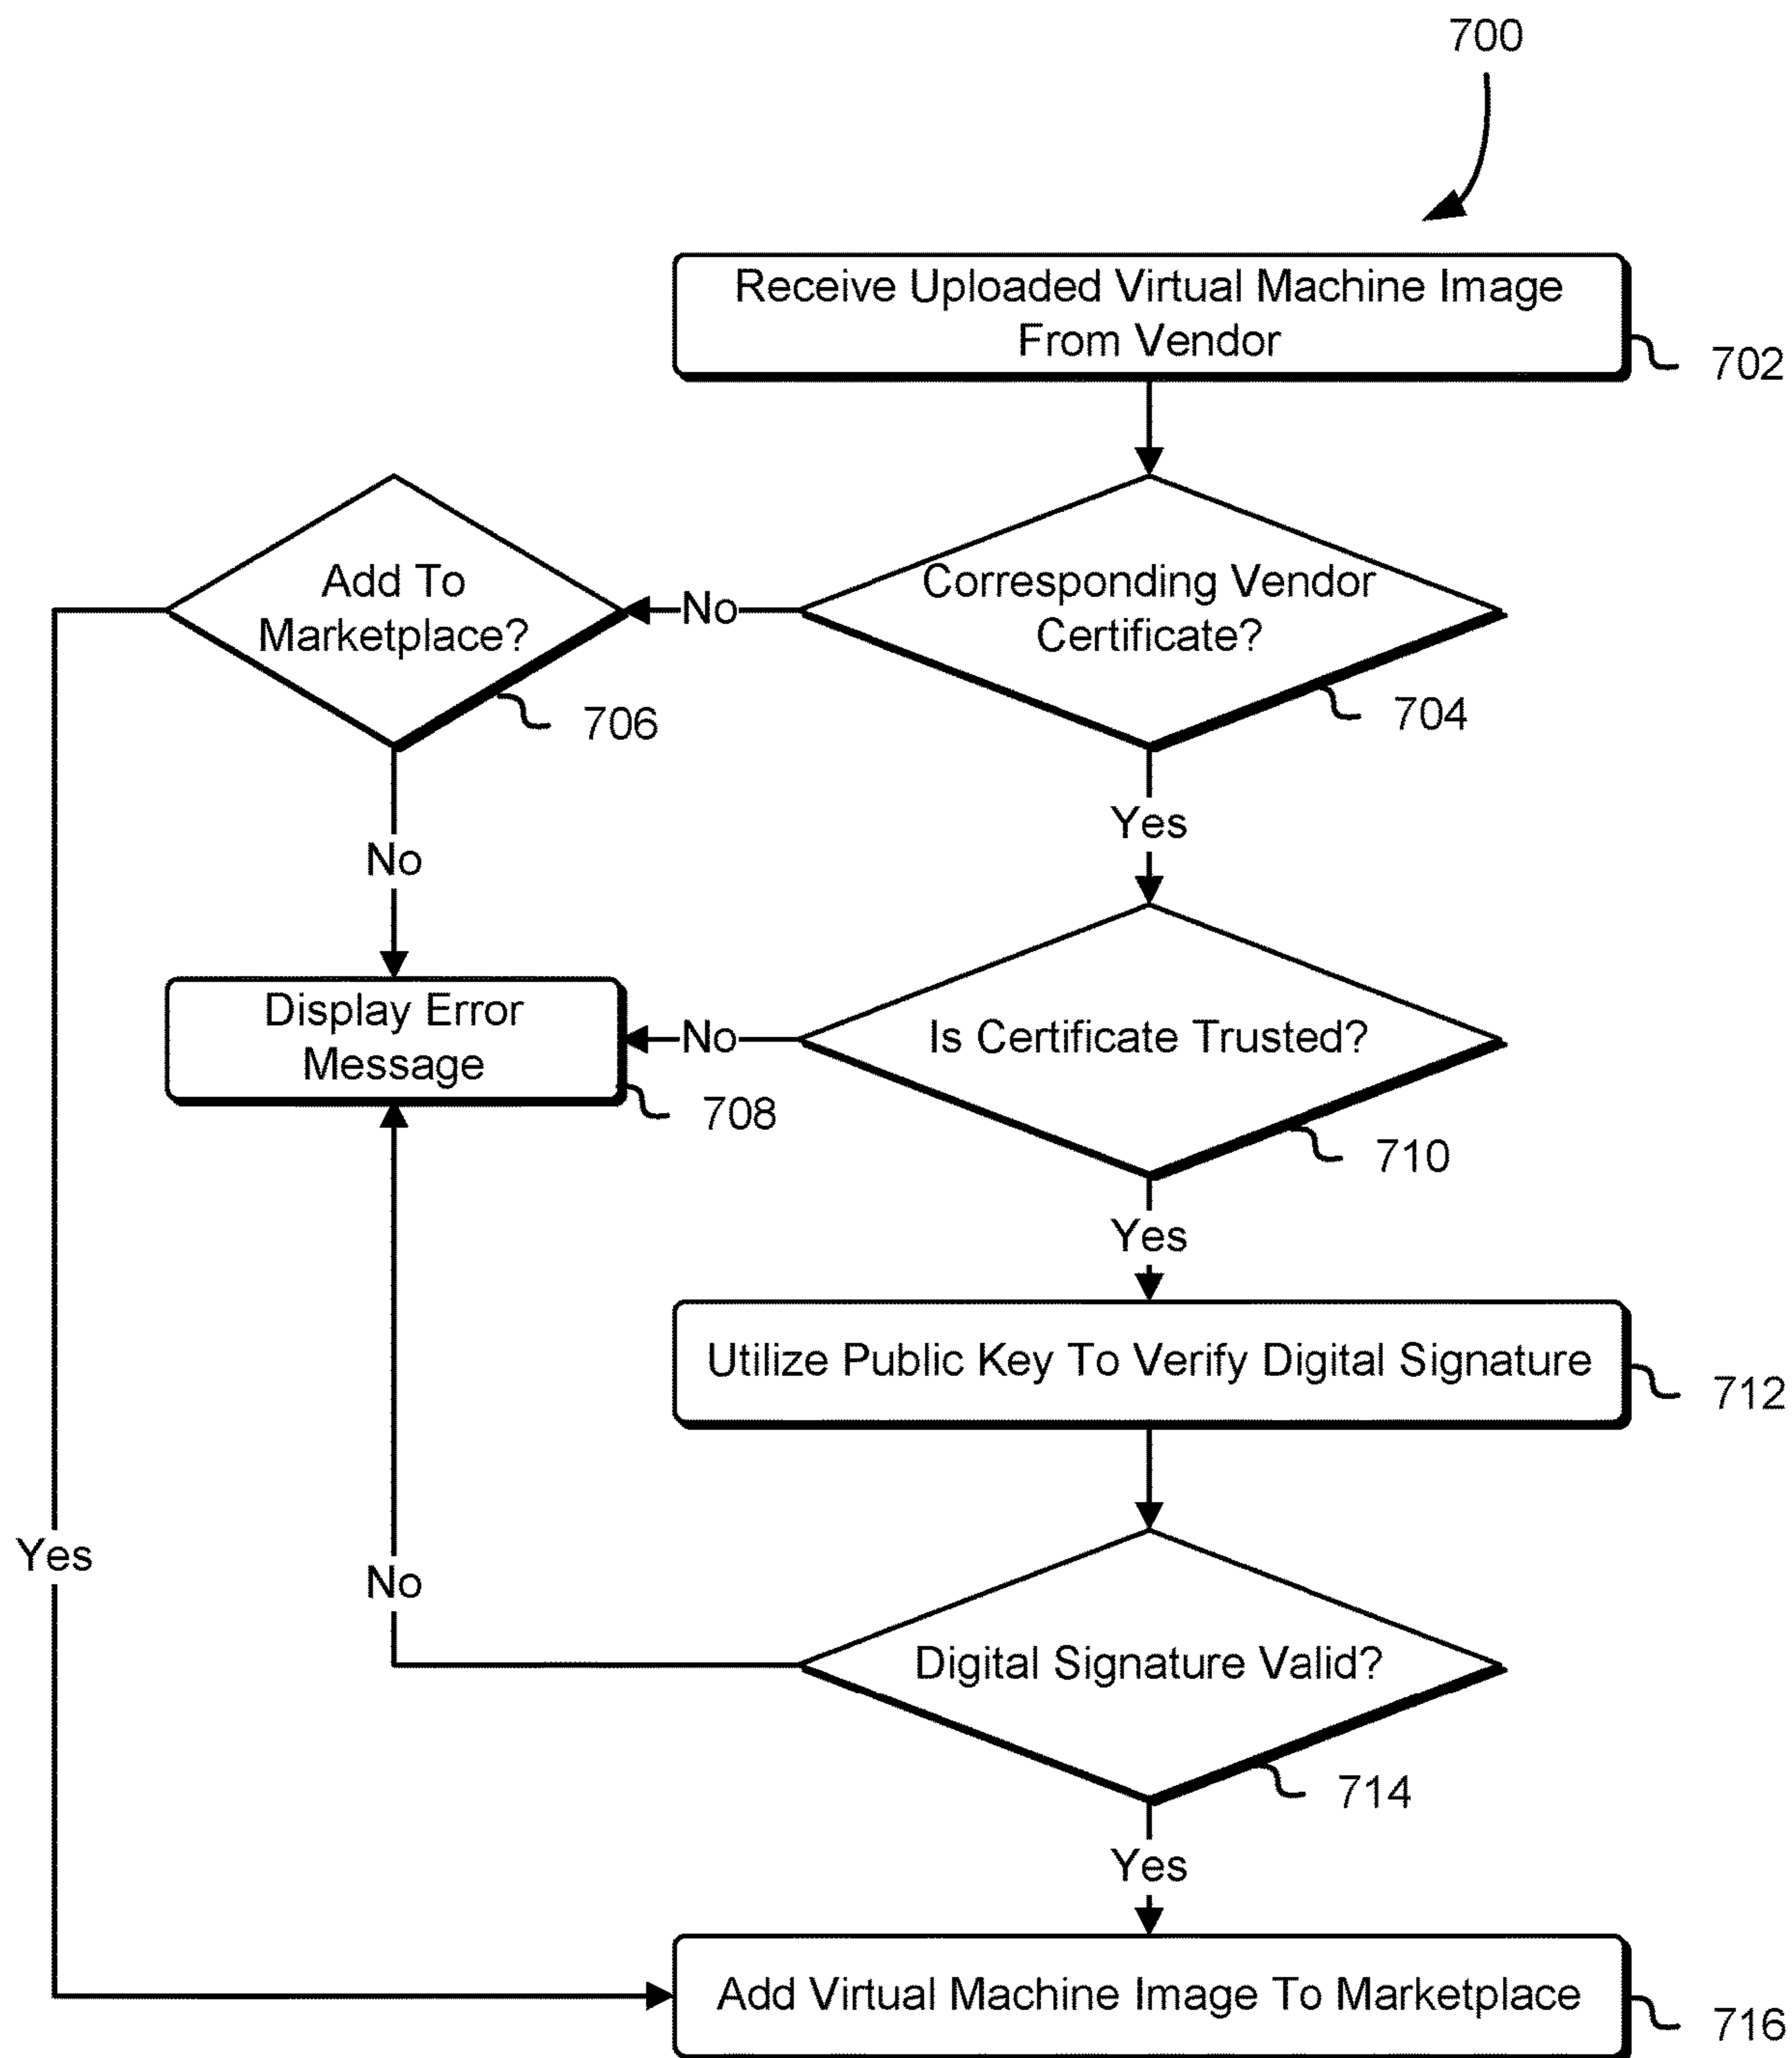 700
Receive Uploaded Virtual Machine Image
From Vendor
702
Add To
Marketplace?
706
No
Corresponding Vendor
Certificate?
704
No
Yes
Display Error
Message
708
No
Is Certificate Trusted?
710
Yes
Utilize Public Key To Verify Digital Signature
712
Yes
No
Digital Signature Valid?
714
Yes
Add Virtual Machine Image To Marketplace
716